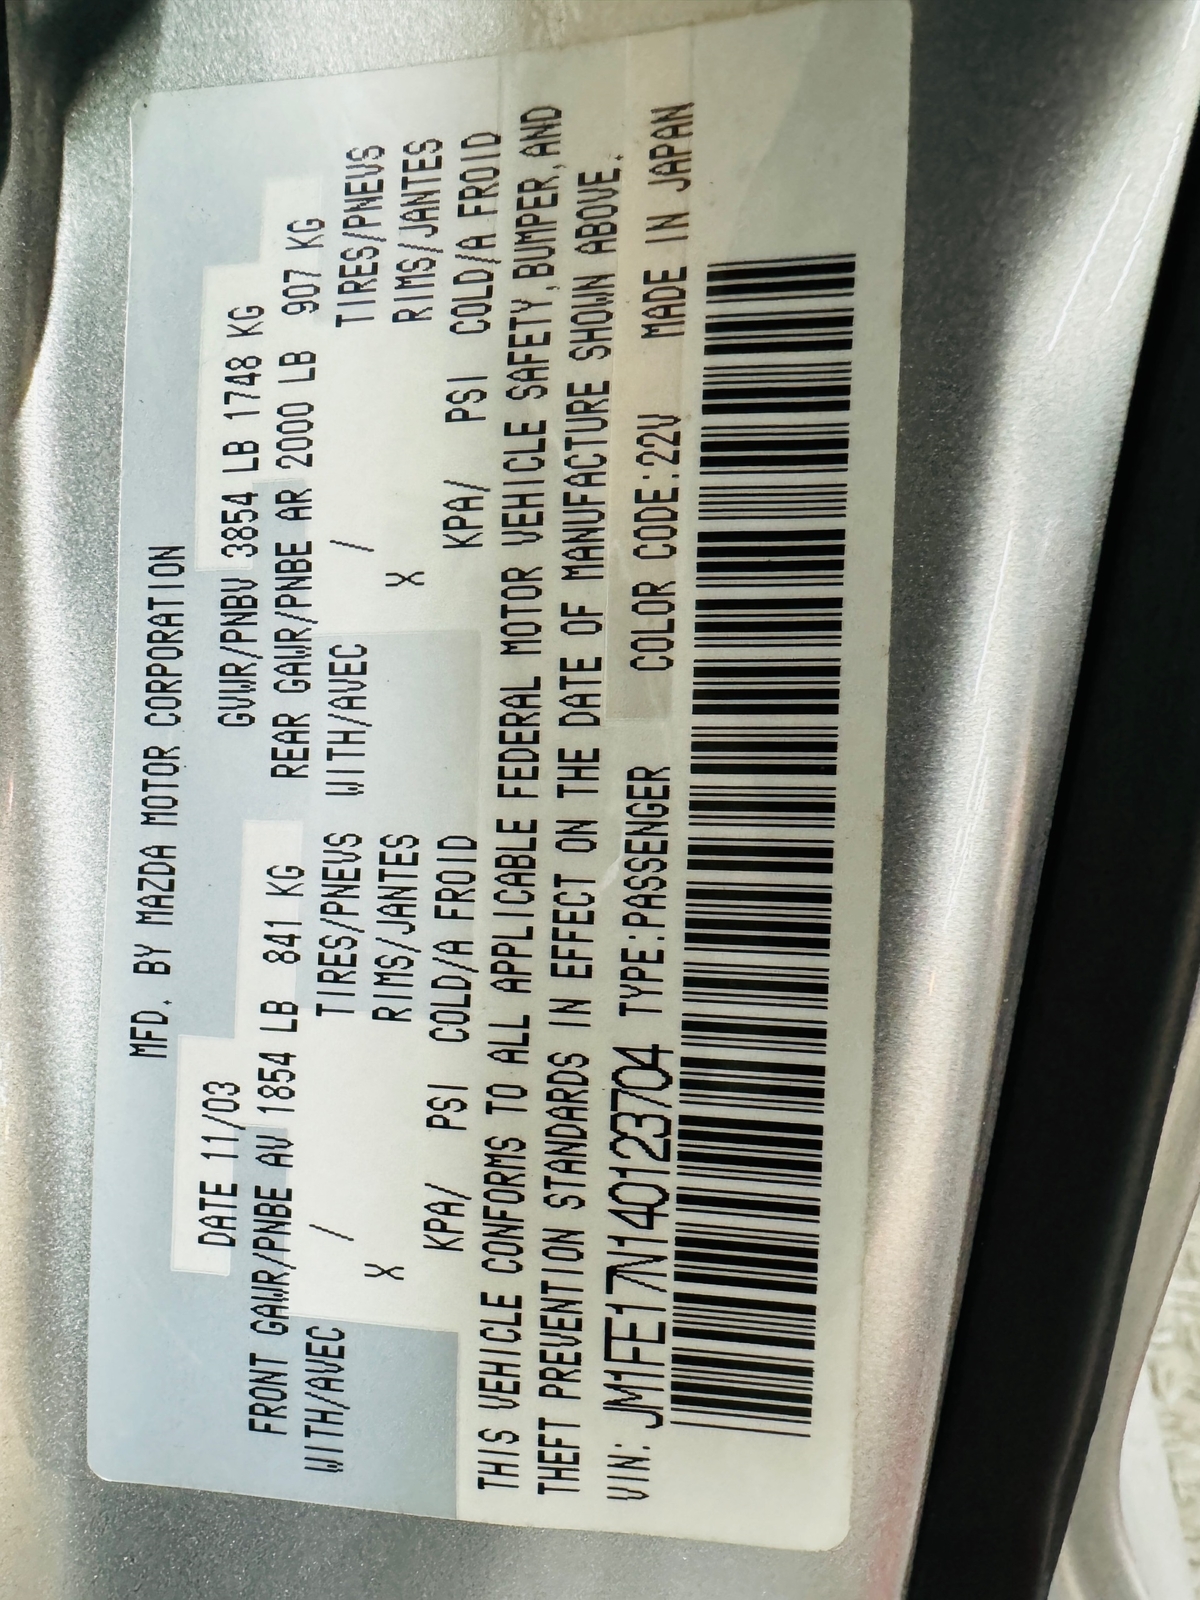 MFD. BY MAZDA MOTOR CORPORATION
DATE 11/03 GVWR/PNBV 3854 LB 1748 KG
FRONT GAWR/PNBE AV 1854 LB 841 KG REAR GAWR/PNBE AR 2000 LB 907 KG
WITH/AVEC / TIRES/PNEUS WITH/AVEC / TIRES/PNEUS
X RIMS/JANTES X RIMS/JANTES
KPA/ PSI COLD/A FROID KPA/ PSI COLD/A FROID
THIS VEHICLE CONFORMS TO ALL APPLICABLE FEDERAL MOTOR VEHICLE SAFETY,BUMPER,AND
THEFT PREVENTION STANDARDS IN EFFECT ON THE DATE OF MANUFACTURE SHOWN ABOVE.
VIN: JM1FE17N140123704 TYPE:PASSENGER COLOR CODE:22V MADE IN JAPAN